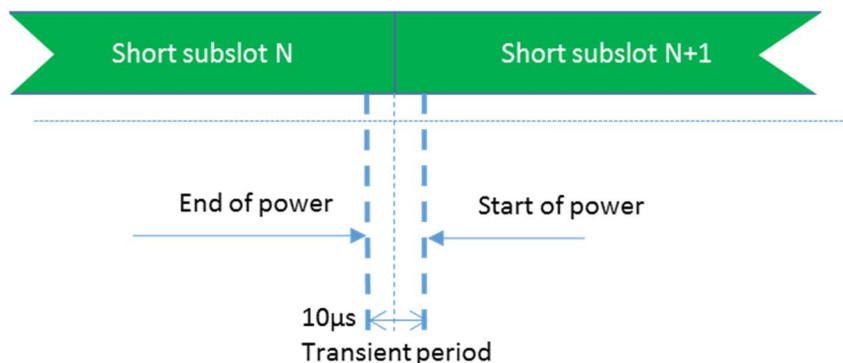 Short subslot N
Short subslot N+1
End of power
Start of power
10µs
Transient period